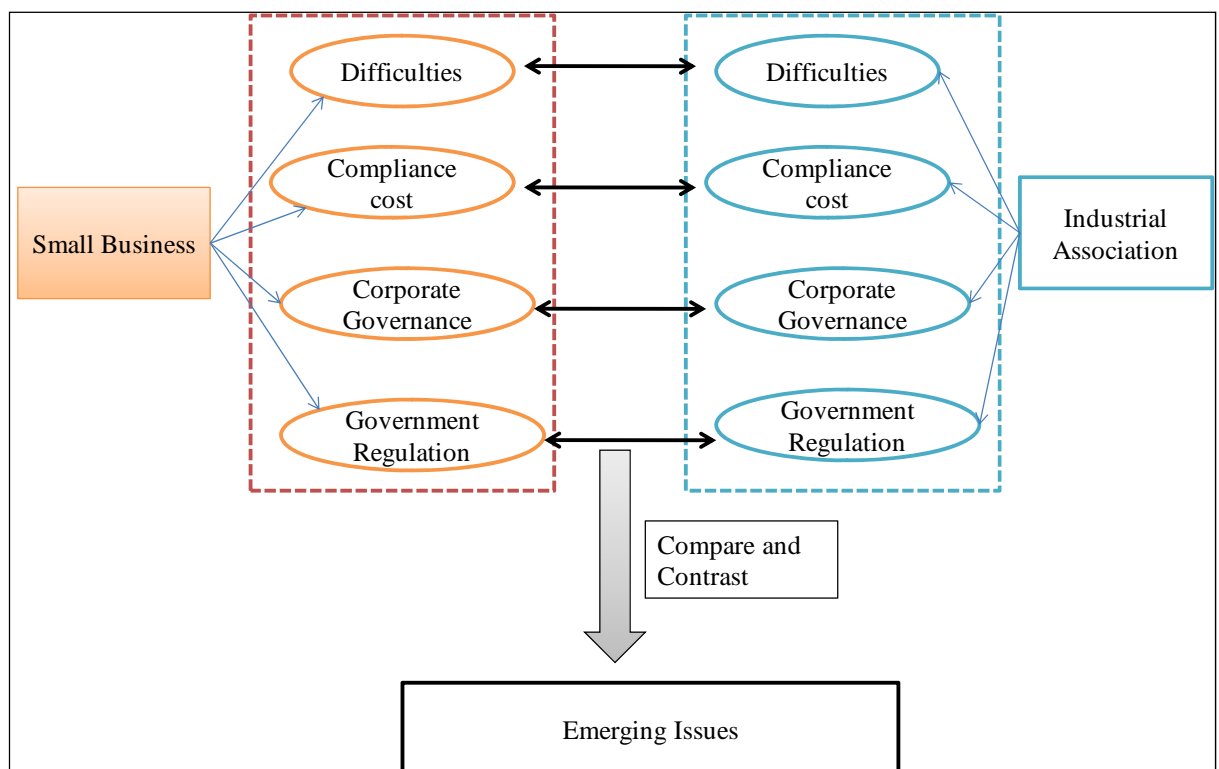 Difficulties
Difficulties
Compliance
cost
Compliance
cost
Small Business
Industrial
Association
Corporate
Governance
Corporate
Governance
Government
Regulation
Government
Regulation
Compare and
Contrast
Emerging Issues